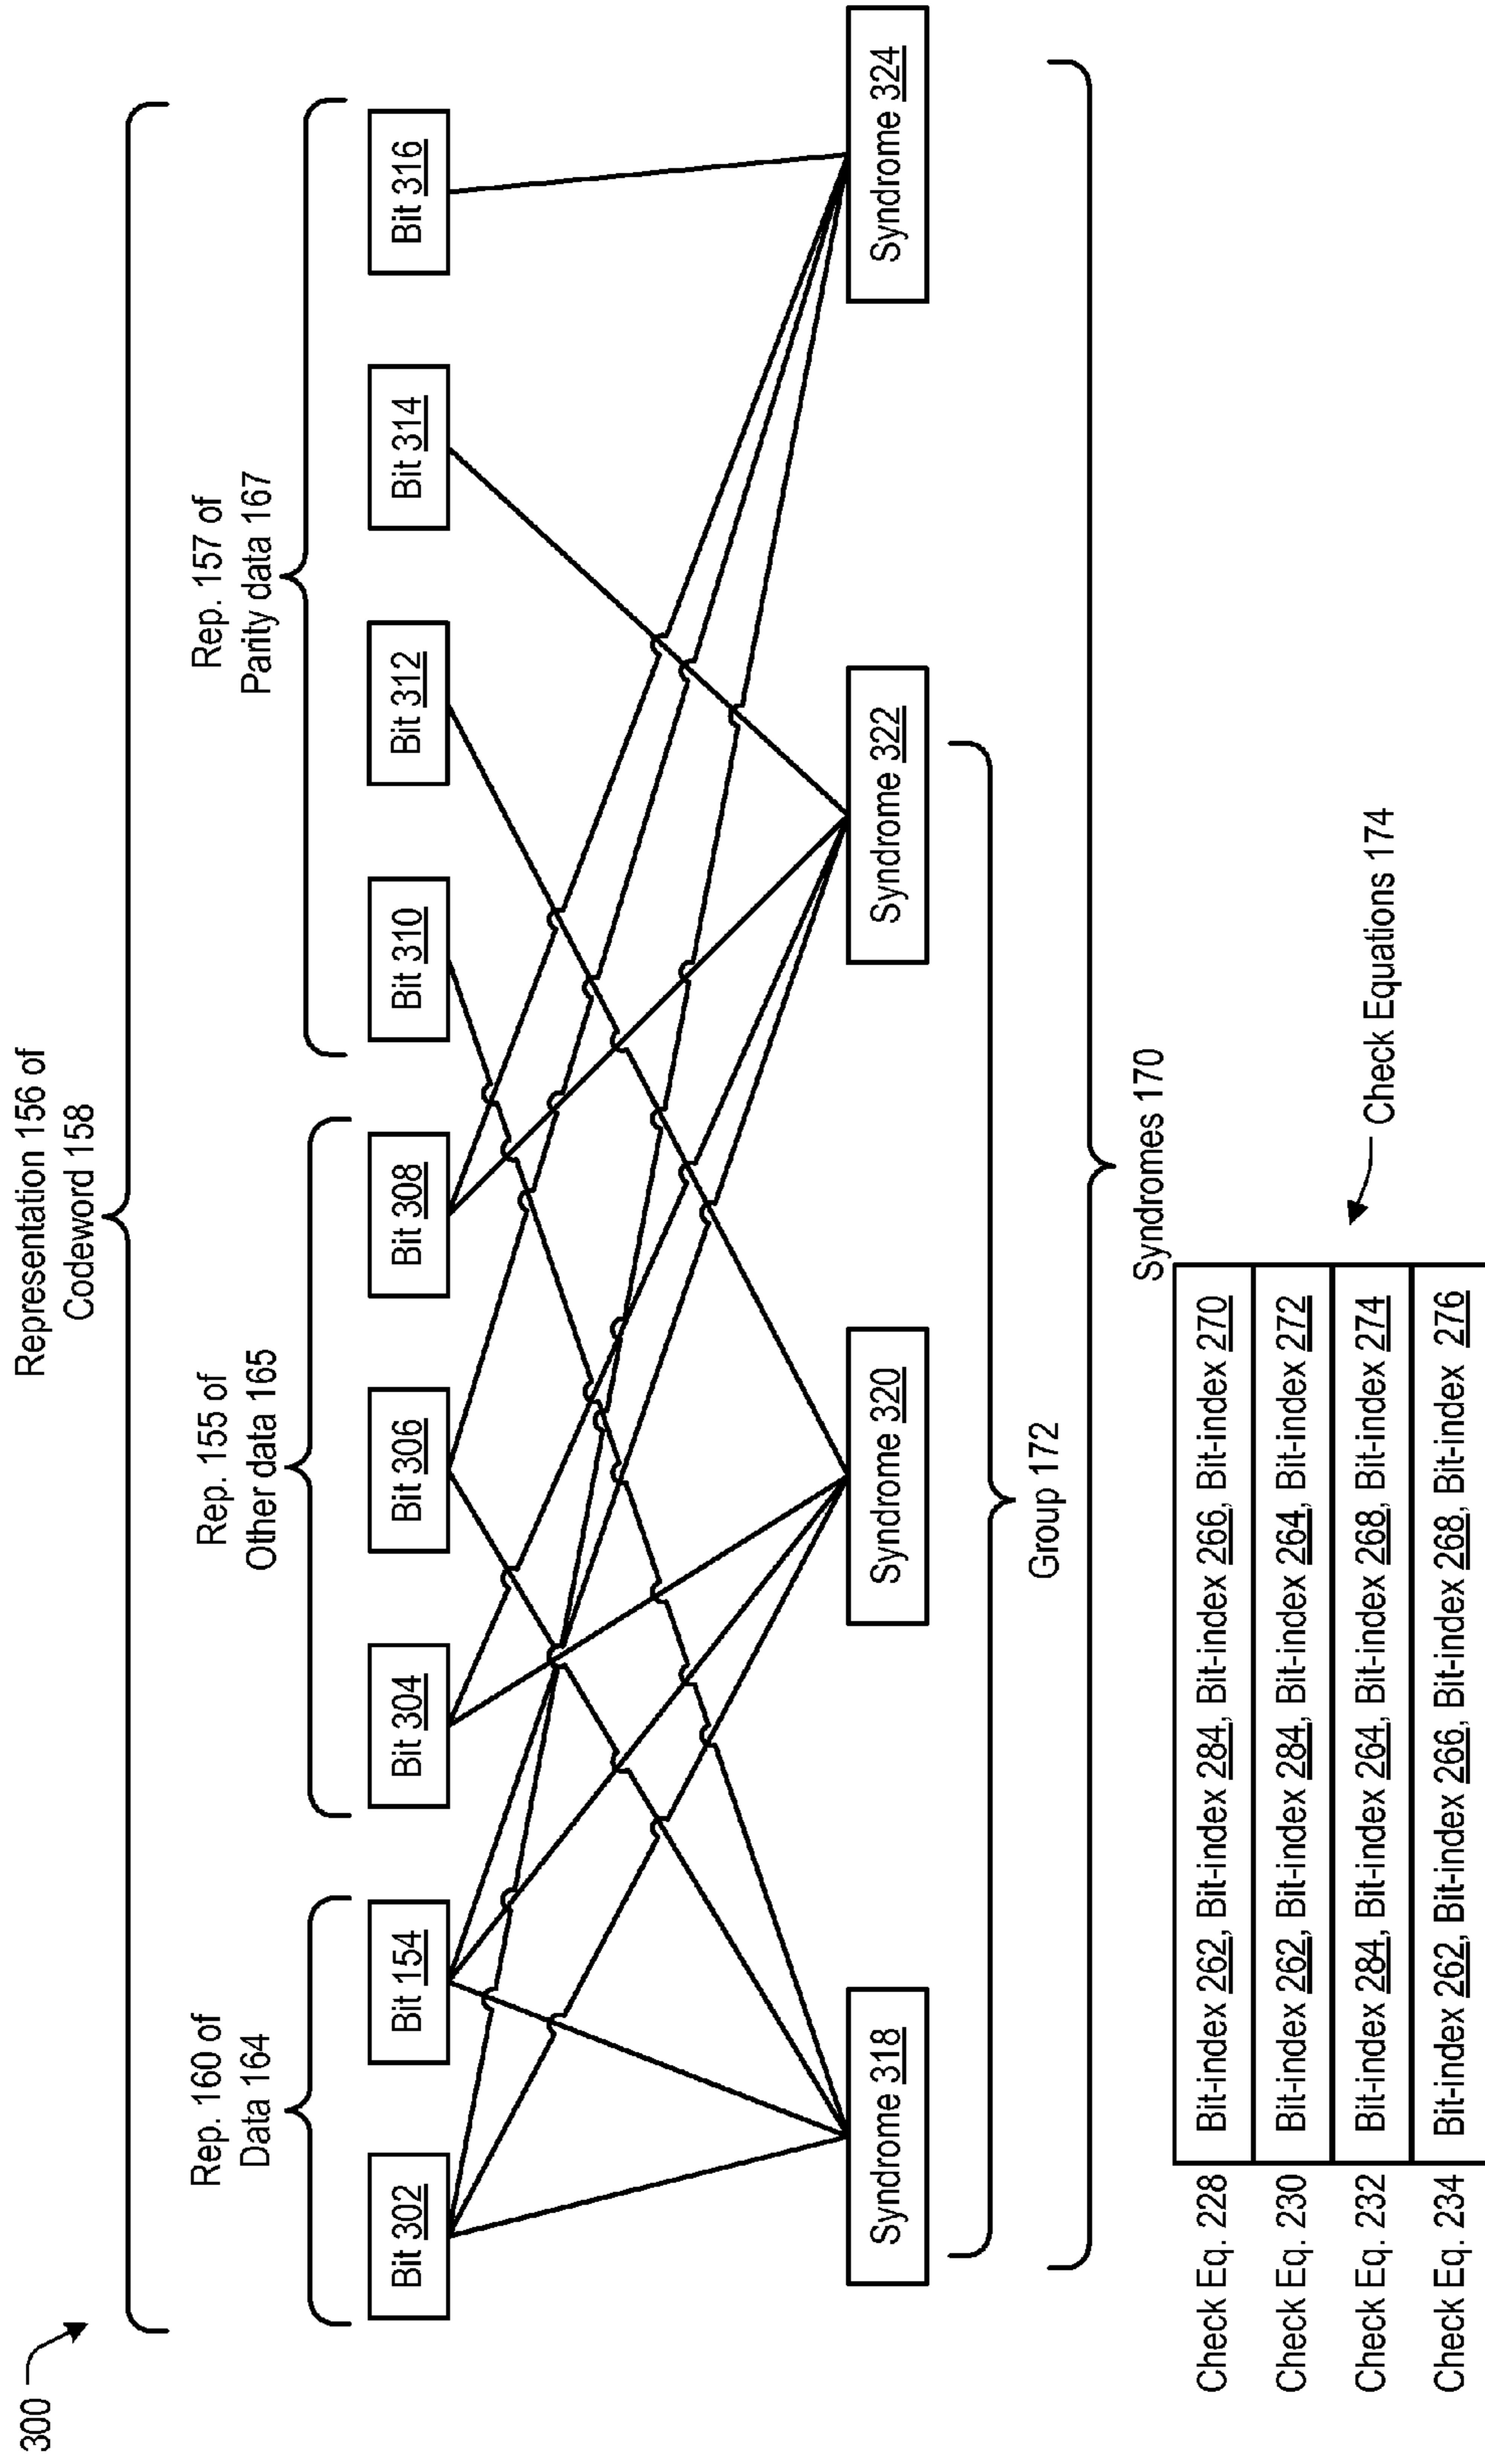 300
Representation 156 of
Codeword 158
Rep. 160 of
Data 164
Rep. 155 of
Other data 165
Rep. 157 of
Parity data 167
Bit 302
Bit 154
Bit 304
Bit 306
Bit 308
Bit 310
Bit 312
Bit 314
Bit 316
Syndrome 318
Syndrome 320
Syndrome 322
Syndrome 324
Group 172
Syndromes 170
Check Equations 174
Check Eq. 228 Bit-index 262, Bit-index 284, Bit-index 266, Bit-index 270
Check Eq. 230 Bit-index 262, Bit-index 284, Bit-index 264, Bit-index 272
Check Eq. 232 Bit-index 284, Bit-index 264, Bit-index 268, Bit-index 274
Check Eq. 234 Bit-index 262, Bit-index 266, Bit-index 268, Bit-index 276